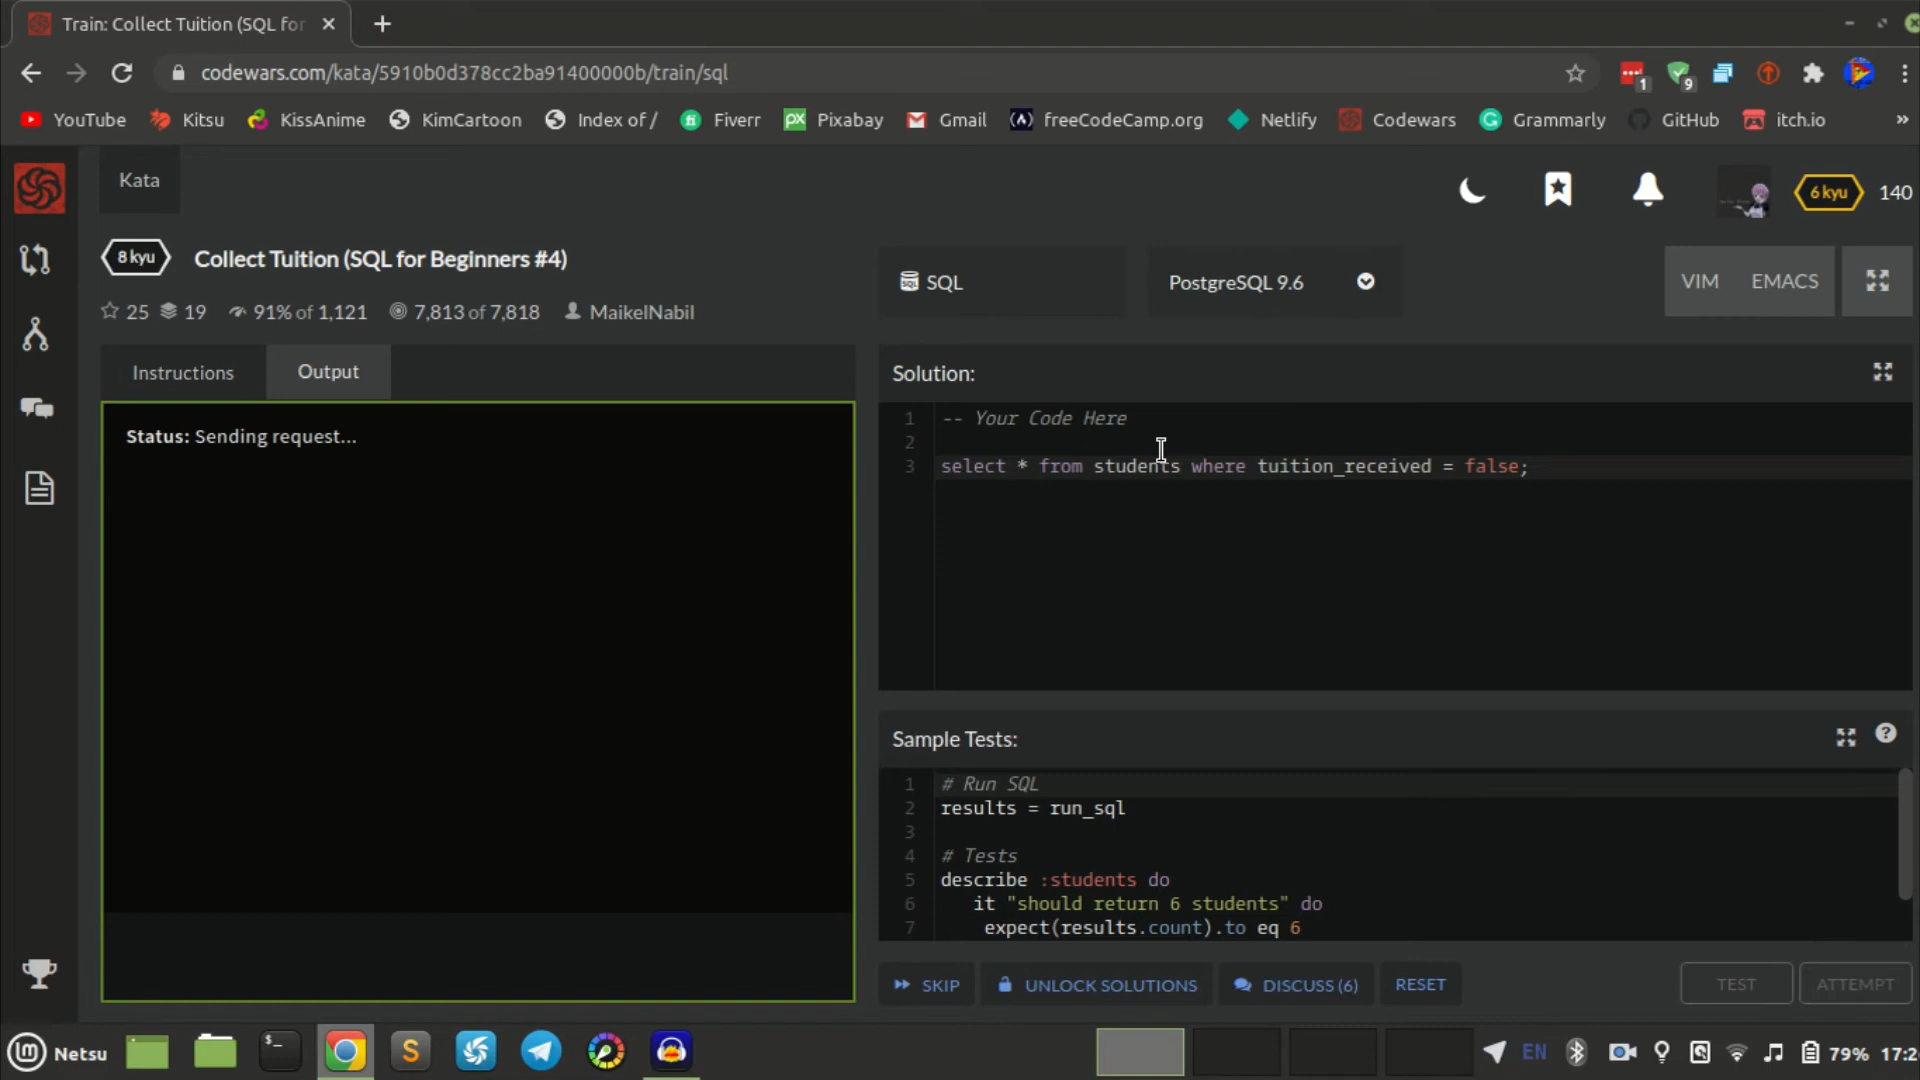 Train: Collect Tuition (SQL for
codewars.com/kata/5910b0d378cc2ba91400000b/train/sql
1
9
YouTube Kitsu KissAnime KimCartoon Index of / Fiverr Pixabay Gmail freeCodeCamp.org Netlify Codewars Grammarly GitHub itch.io »
Kata
6 kyu 140
8 kyu Collect Tuition (SQL for Beginners #4)
25 19 91% of 1,121 7,813 of 7,818 MaikelNabil
SQL
PostgreSQL 9.6
VIM EMACS
Instructions Output
Status: Sending request...
Solution:
1 -- Your Code Here
2
3 select * from students where tuition_received = false;
Sample Tests:
1 # Run SQL
2 results = run_sql
3
4 # Tests
5 describe :students do
6 it "should return 6 students" do
7 expect(results.count).to eq 6
SKIP UNLOCK SOLUTIONS DISCUSS (6) RESET TEST ATTEMPT
Netsu EN 79%